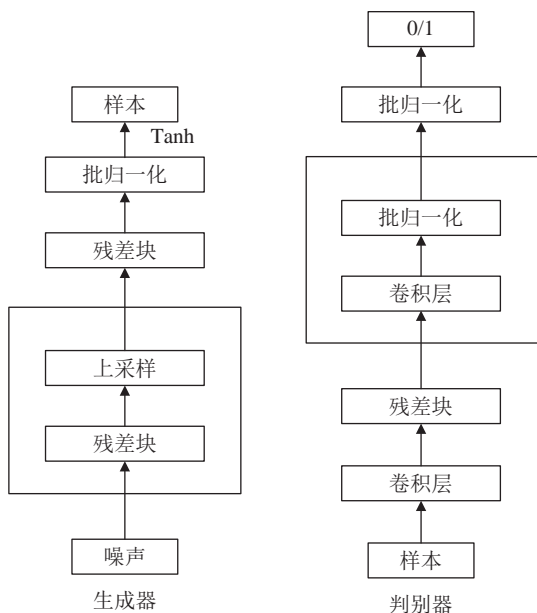 样本
Tanh
批归一化
残差块
上采样
残差块
噪声
生成器
0/1
批归一化
批归一化
卷积层
残差块
卷积层
样本
判别器